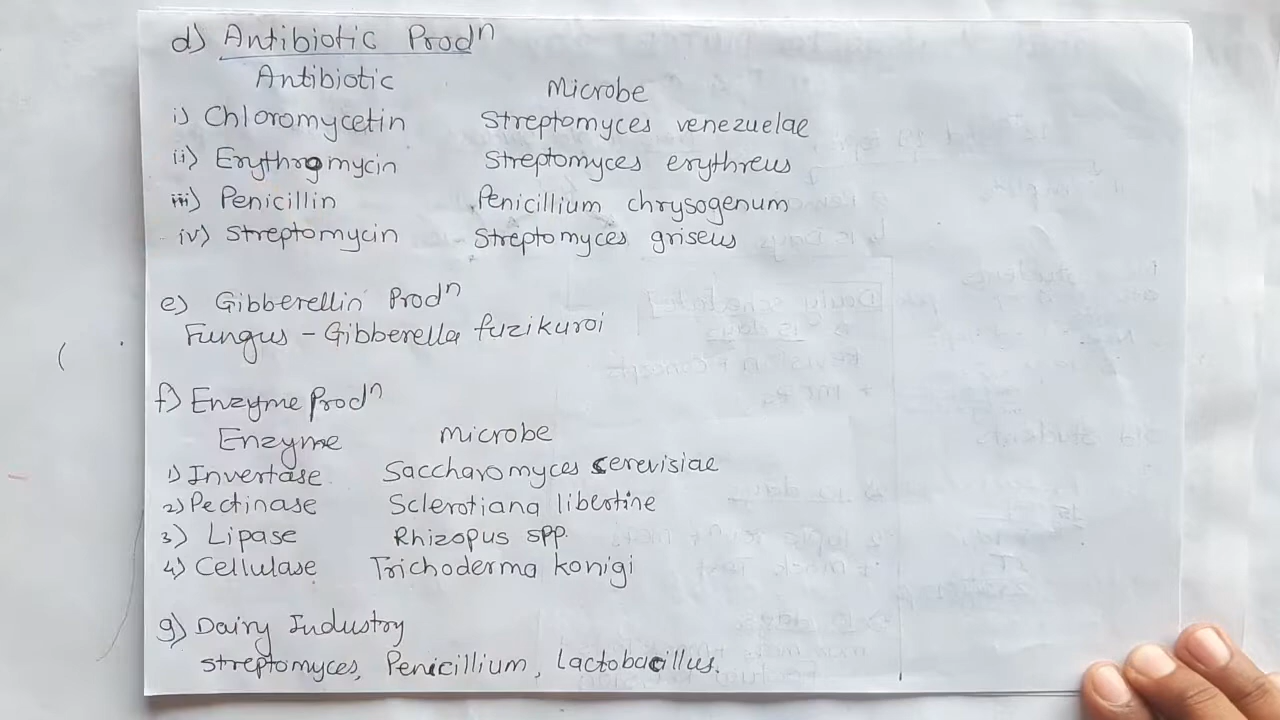 d) Antibiotic Prodⁿ
Antibiotic Microbe
i) Chloromycetin Streptomyces venezuelae
ii) Erythromycin Streptomyces erythreus
iii) Penicillin Penicillium chrysogenum
iv) Streptomycin Streptomyces griseus
e) Gibberellin Prodⁿ
Fungus - Gibberella fuzikuroi
f) Enzyme Prodⁿ
Enzyme Microbe
1) Invertase Saccharomyces cerevisiae
2) Pectinase Sclerotiana libertine
3) Lipase Rhizopus spp.
4) Cellulase Trichoderma konigi
g) Dairy Industry
Streptomyces, Penicillium, Lactobacillus.